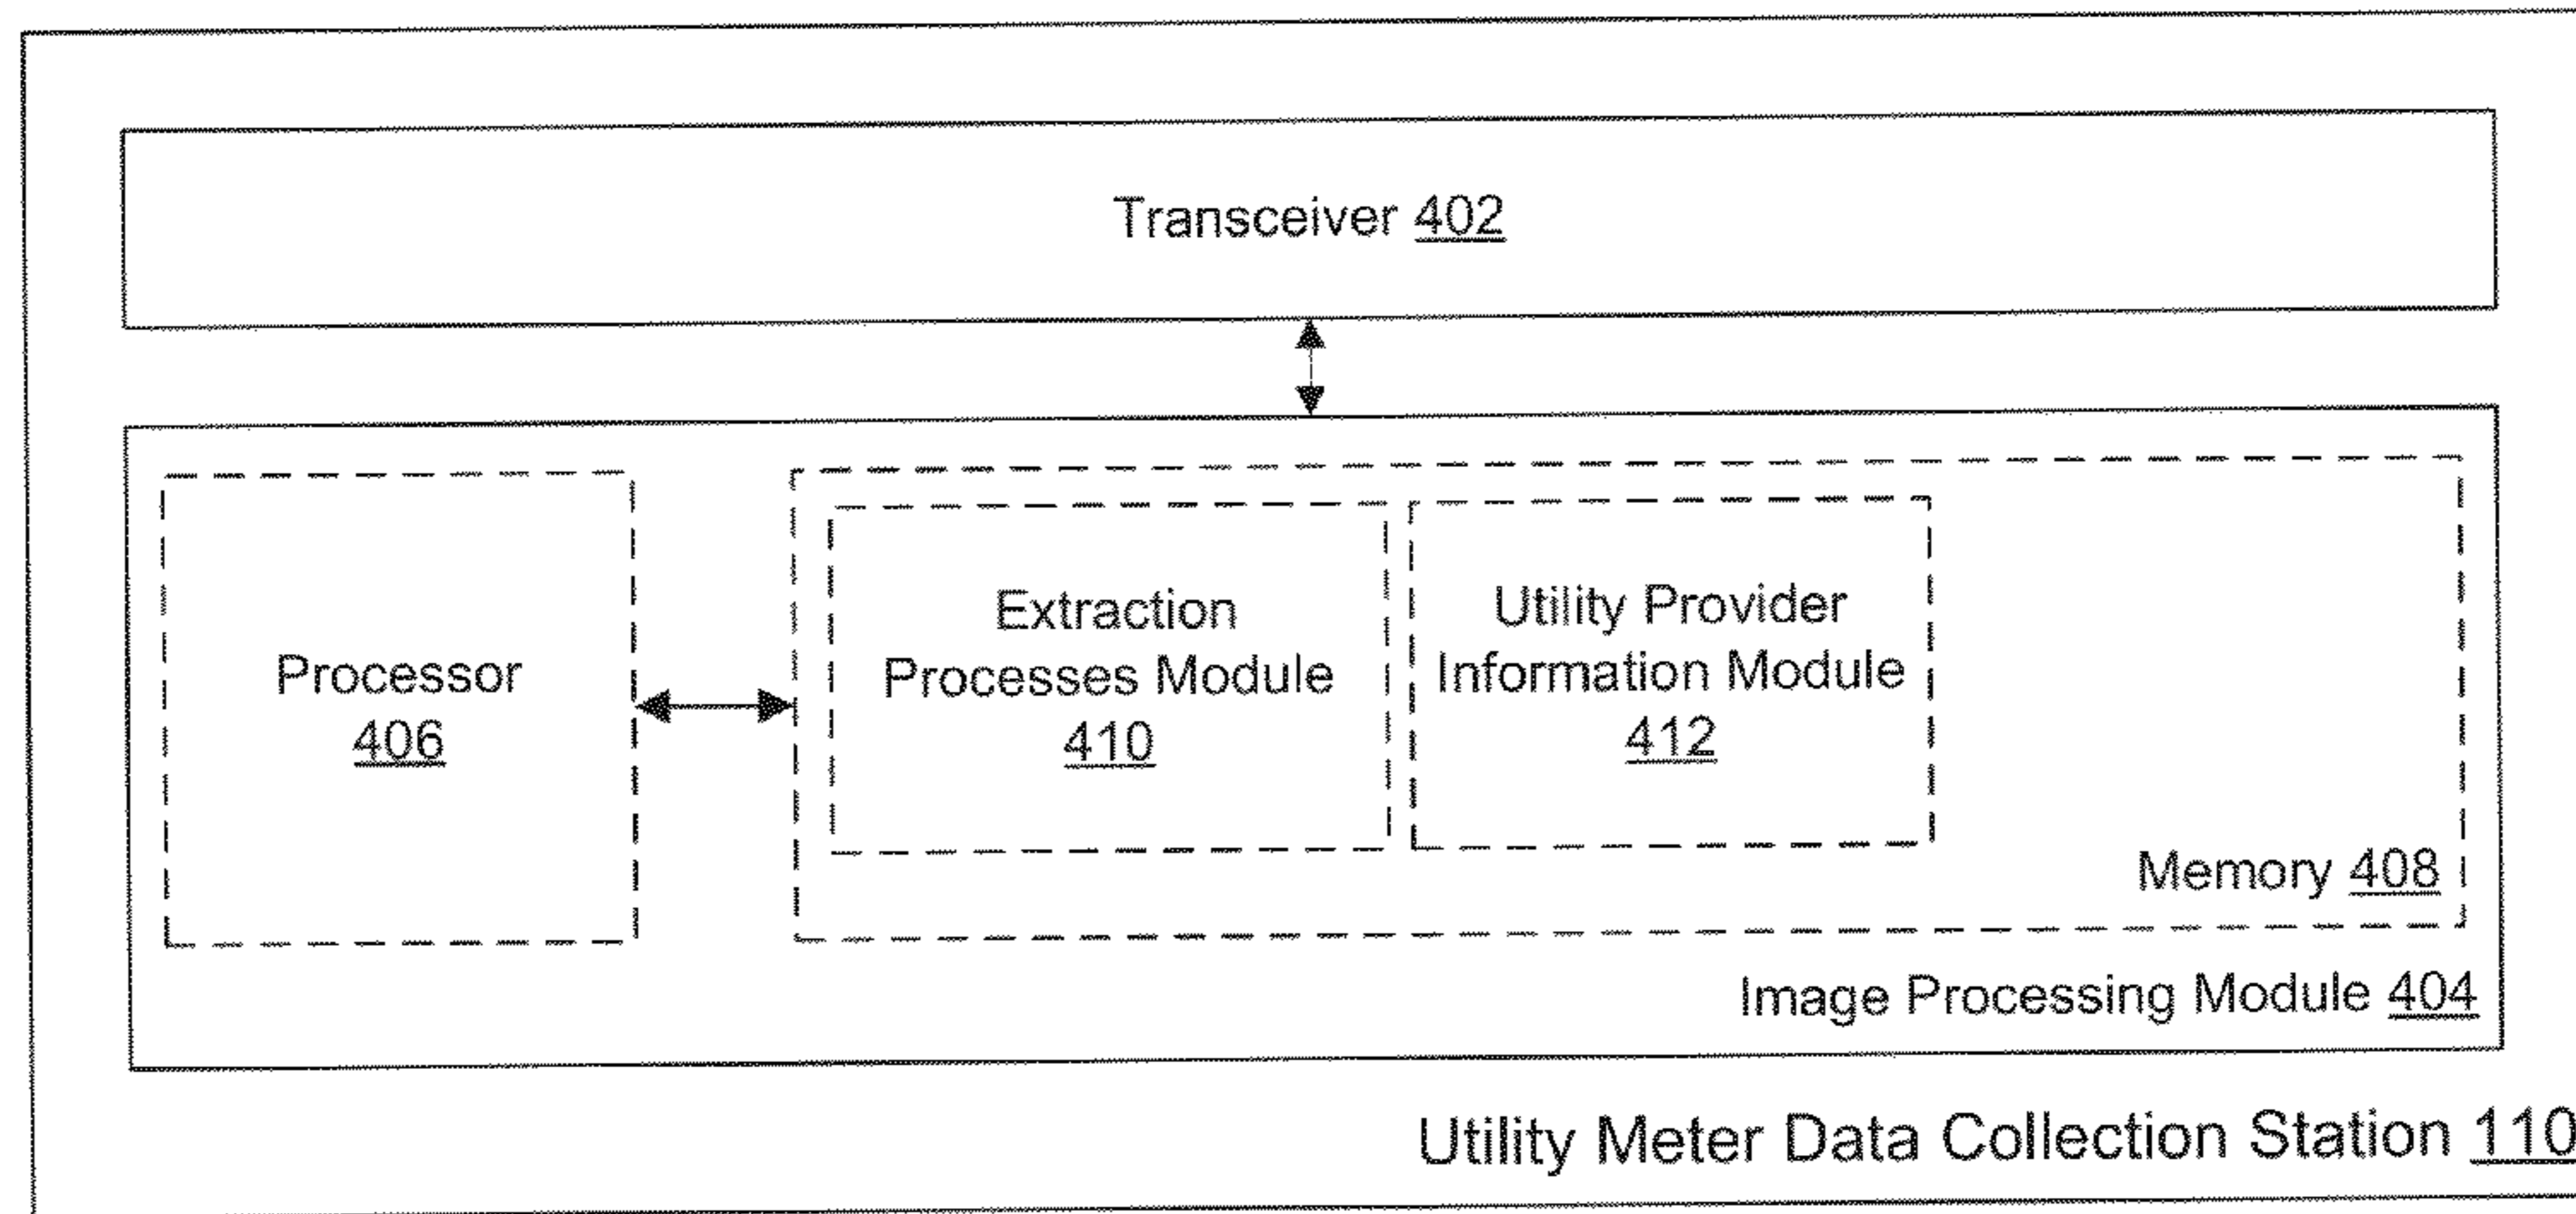 Transceiver 402
Processor
406
Extraction
Processes Module
410
Utility Provider
Information Module
412
Memory 408
Image Processing Module 404
Utility Meter Data Collection Station 110